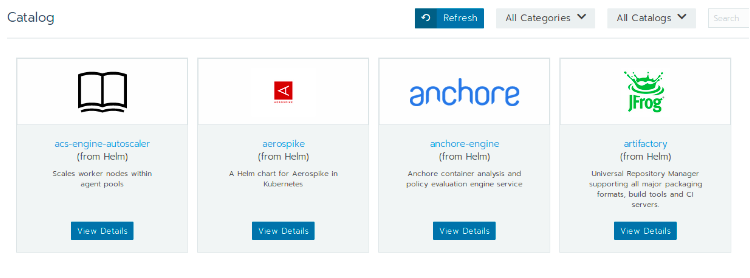 Catalog
Refresh
All Categories
All Catalogs
Search
anchore
JFrog
acs-engine-autoscaler
(from Helm)
Scales worker nodes within
agent pools
View Details
aerospike
(from Helm)
A Helm chart for Aerospike in
Kubernetes
View Details
anchore-engine
(from Helm)
Anchore container analysis and
policy evaluation engine service
View Details
artifactory
(from Helm)
Universal Repository Manager
supporting all major packaging
formats, build tools and CI
servers.
View Details